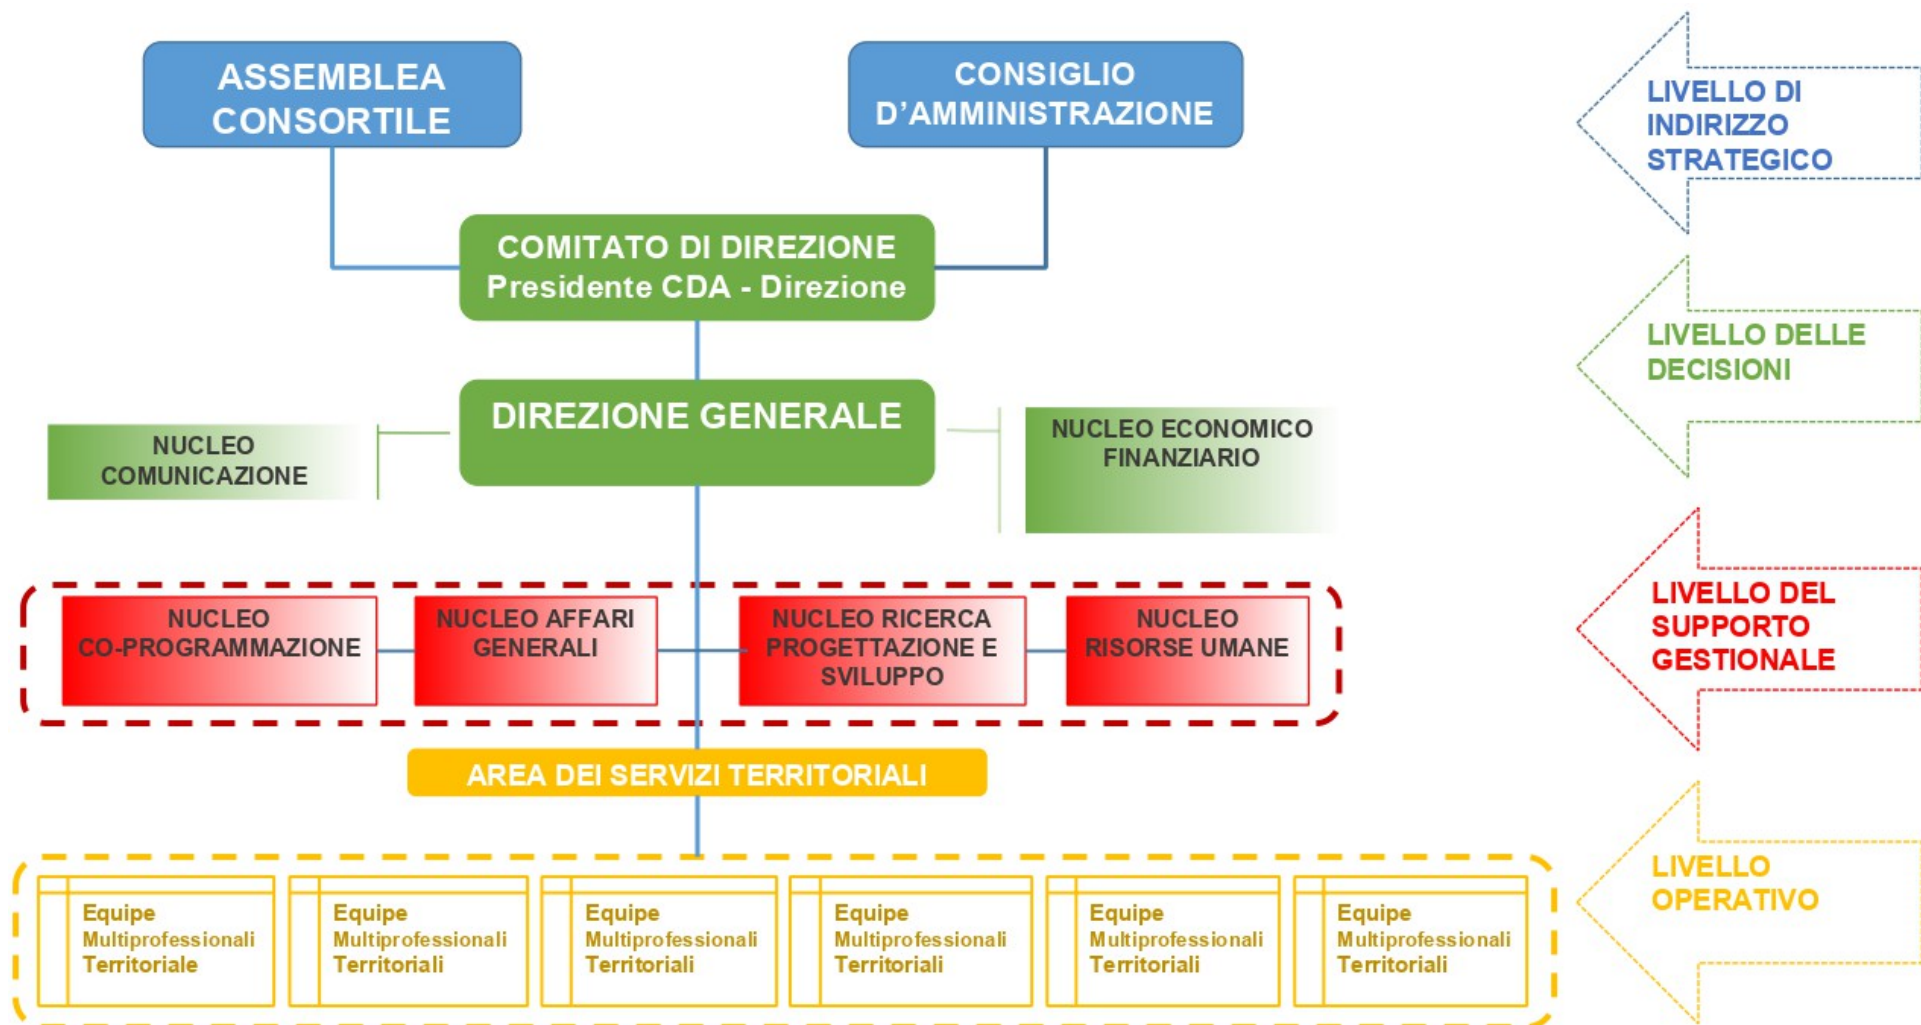 ASSEMBLEA
CONSORTILE
CONSIGLIO
D’AMMINISTRAZIONE
LIVELLO DI
INDIRIZZO
STRATEGICO
COMITATO DI DIREZIONE
Presidente CDA - Direzione
LIVELLO DELLE
DECISIONI
DIREZIONE GENERALE
NUCLEO
COMUNICAZIONE
NUCLEO ECONOMICO
FINANZIARIO
NUCLEO
CO-PROGRAMMAZIONE
NUCLEO AFFARI
GENERALI
NUCLEO RICERCA
PROGETTAZIONE E
SVILUPPO
NUCLEO
RISORSE UMANE
LIVELLO DEL
SUPPORTO
GESTIONALE
AREA DEI SERVIZI TERRITORIALI
LIVELLO
OPERATIVO
Equipe
Multiprofessionali
Territoriale
Equipe
Multiprofessionali
Territoriali
Equipe
Multiprofessionali
Territoriali
Equipe
Multiprofessionali
Territoriali
Equipe
Multiprofessionali
Territoriali
Equipe
Multiprofessionali
Territoriali